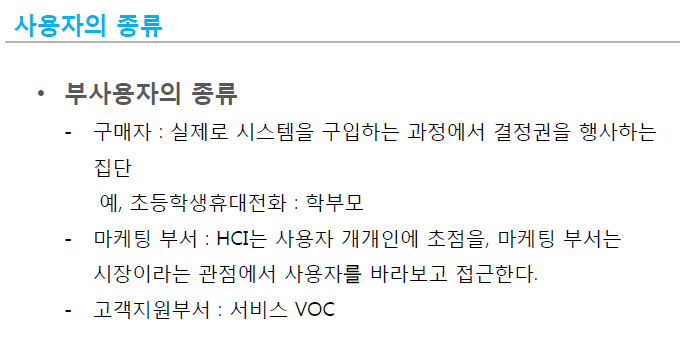 사용자의 종류
• 부사용자의 종류
- 구매자 : 실제로 시스템을 구입하는 과정에서 결정권을 행사하는
집단
예, 초등학생휴대전화 : 학부모
- 마케팅 부서 : HCI는 사용자 개개인에 초점을, 마케팅 부서는
시장이라는 관점에서 사용자를 바라보고 접근한다.
- 고객지원부서 : 서비스 VOC